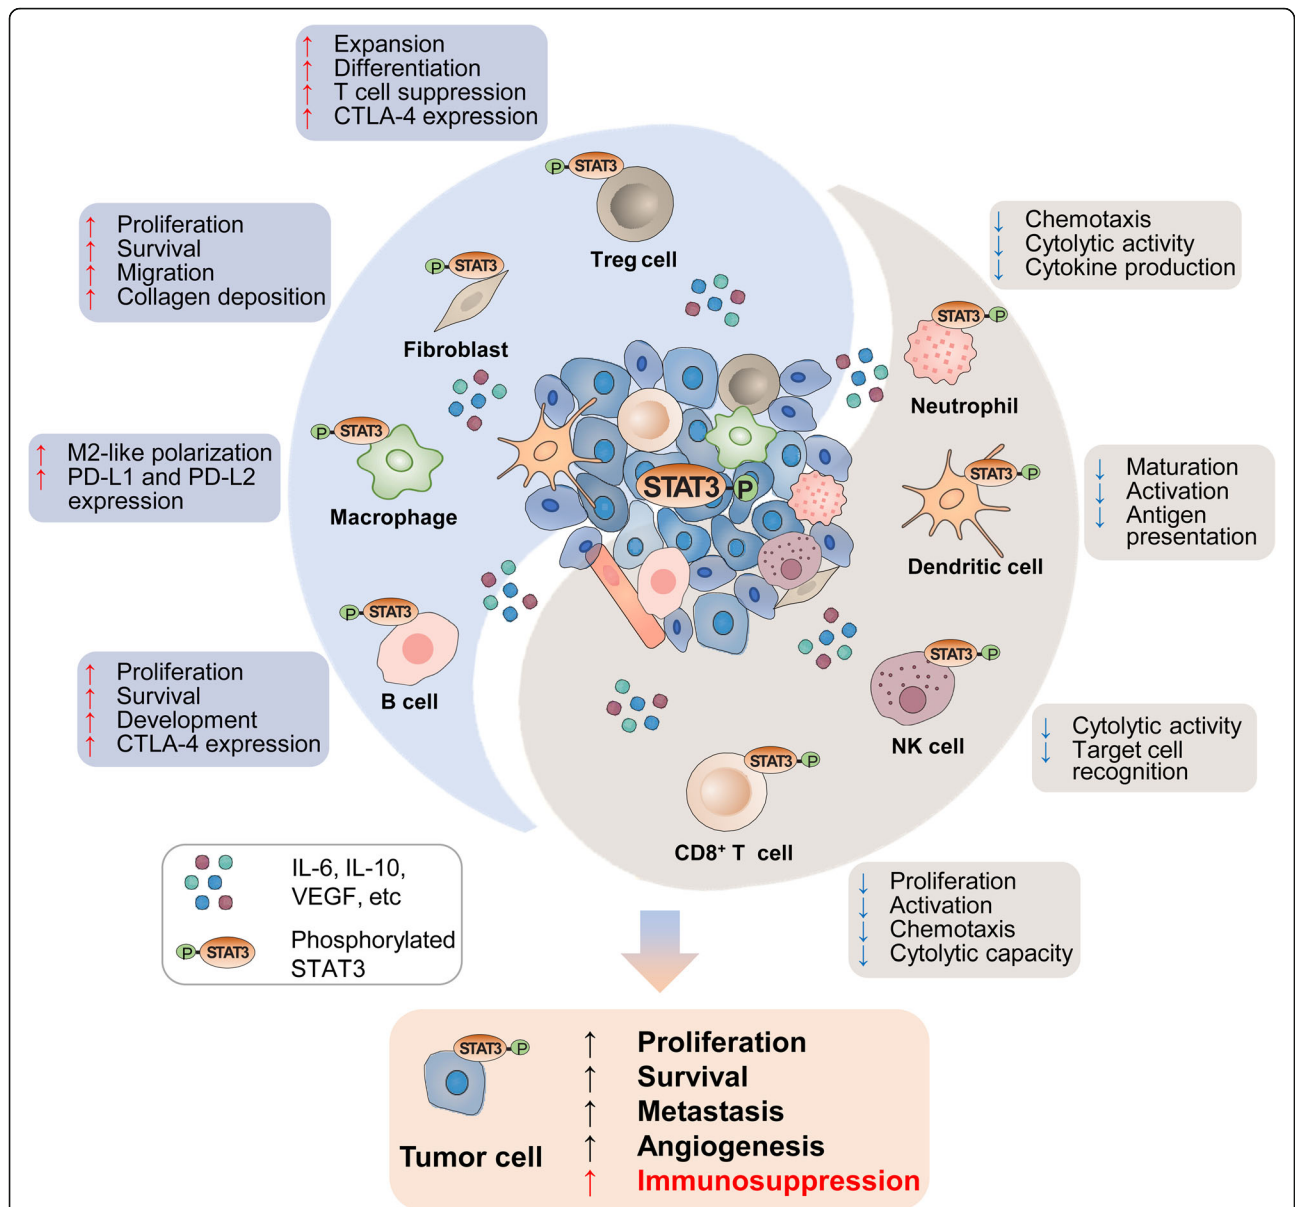 ↑ Expansion
↑ Differentiation
↑ T cell suppression
↑ CTLA-4 expression
P STAT3
Treg cell
↑ Proliferation
↑ Survival
↑ Migration
↑ Collagen deposition
P STAT3
Fibroblast
↑ M2-like polarization
↑ PD-L1 and PD-L2
expression
P STAT3
Macrophage
↑ Proliferation
↑ Survival
↑ Development
↑ CTLA-4 expression
P STAT3
B cell
STAT3 P
↓ Chemotaxis
↓ Cytolytic activity
↓ Cytokine production
STAT3 P
Neutrophil
↓ Maturation
↓ Activation
↓ Antigen
presentation
STAT3 P
Dendritic cell
↓ Cytolytic activity
↓ Target cell
recognition
STAT3 P
NK cell
↓ Proliferation
↓ Activation
↓ Chemotaxis
↓ Cytolytic capacity
STAT3 P
CD8⁺ T cell
IL-6, IL-10,
VEGF, etc
P STAT3
Phosphorylated
STAT3
STAT3 P
Tumor cell
↑ Proliferation
↑ Survival
↑ Metastasis
↑ Angiogenesis
↑ Immunosuppression